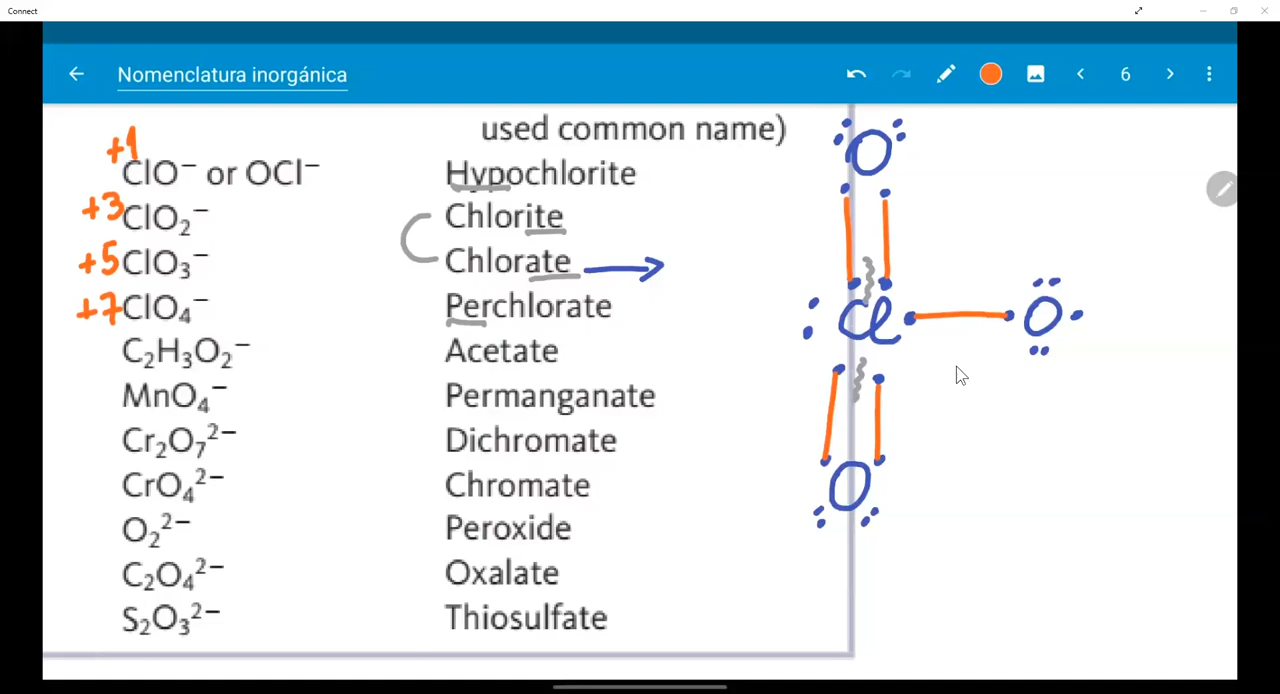 Connect
Nomenclatura inorgánica
6
used common name)
+1
ClO⁻ or OCl⁻ Hypochlorite
+3 ClO₂⁻ Chlorite
+5 ClO₃⁻ Chlorate
+7 ClO₄⁻ Perchlorate
C₂H₃O₂⁻ Acetate
MnO₄⁻ Permanganate
Cr₂O₇²⁻ Dichromate
CrO₄²⁻ Chromate
O₂²⁻ Peroxide
C₂O₄²⁻ Oxalate
S₂O₃²⁻ Thiosulfate
O
Cl O
O